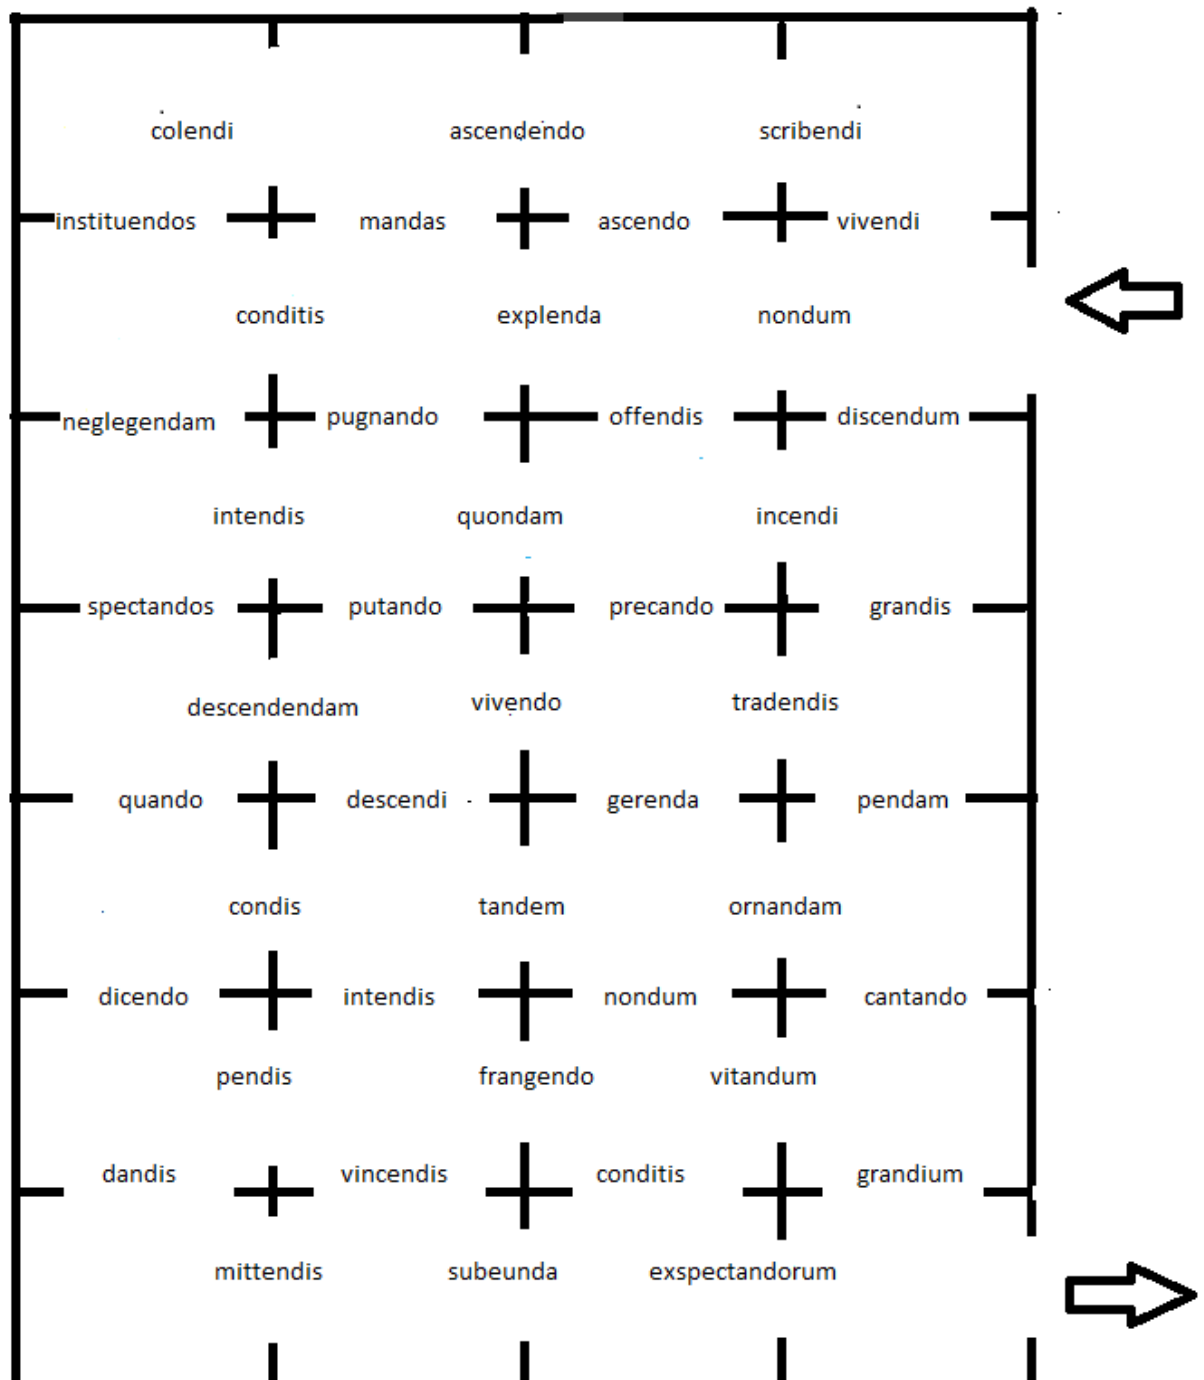 colendi ascendendo scribendi
instituendos mandas ascendo vivendi
conditis explenda nondum
neglegendam pugnando offendis discendum
intendis quondam incendi
spectandos putando precando grandis
descendendam vivendo tradendis
quando descendi gerenda pendam
condis tandem ornandam
dicendo intendis nondum cantando
pendis frangendo vitandum
dandis vincendis conditis grandium
mittendis subeunda exspectandorum